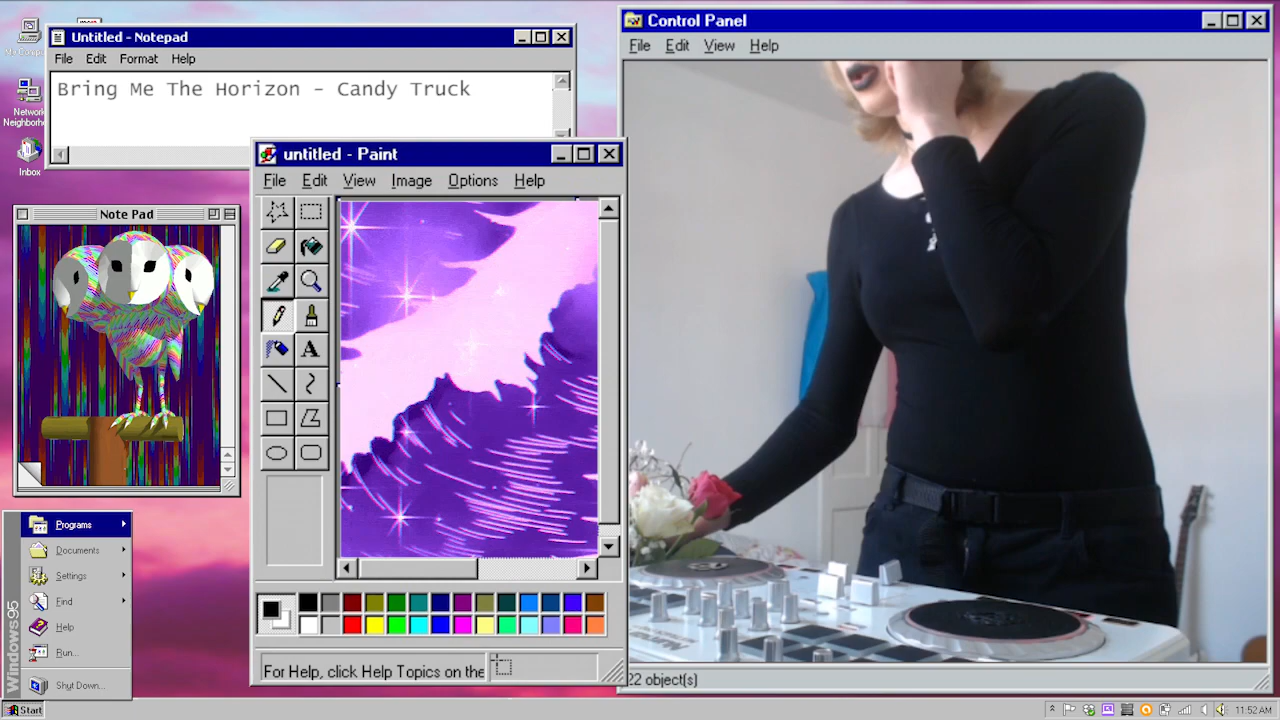 Untitled - Notepad
File Edit Format Help
Bring Me The Horizon - Candy Truck
Network
Neighborho
Inbox
Note Pad
untitled - Paint
File Edit View Image Options Help
A
For Help, click Help Topics on the
Control Panel
File Edit View Help
22 object(s)
Programs
Documents
Settings
Find
Help
Run...
Shut Down...
Windows95
Start
11:52 AM